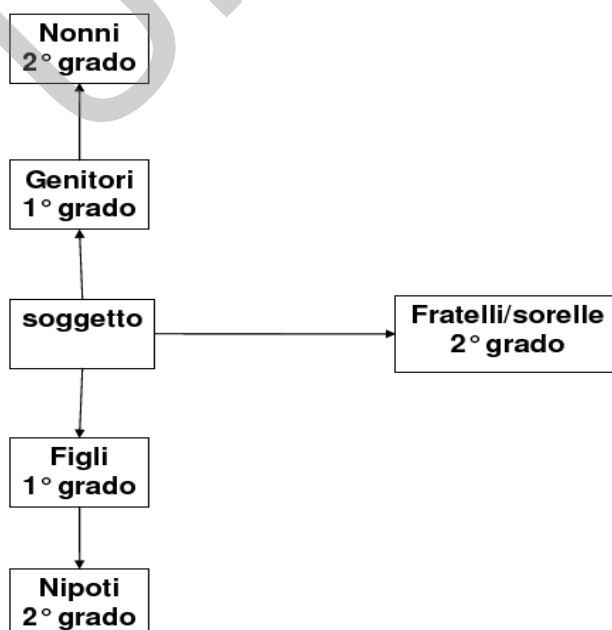 Nonni
2° grado
Genitori
1° grado
soggetto
Fratelli/sorelle
2° grado
Figli
1° grado
Nipoti
2° grado